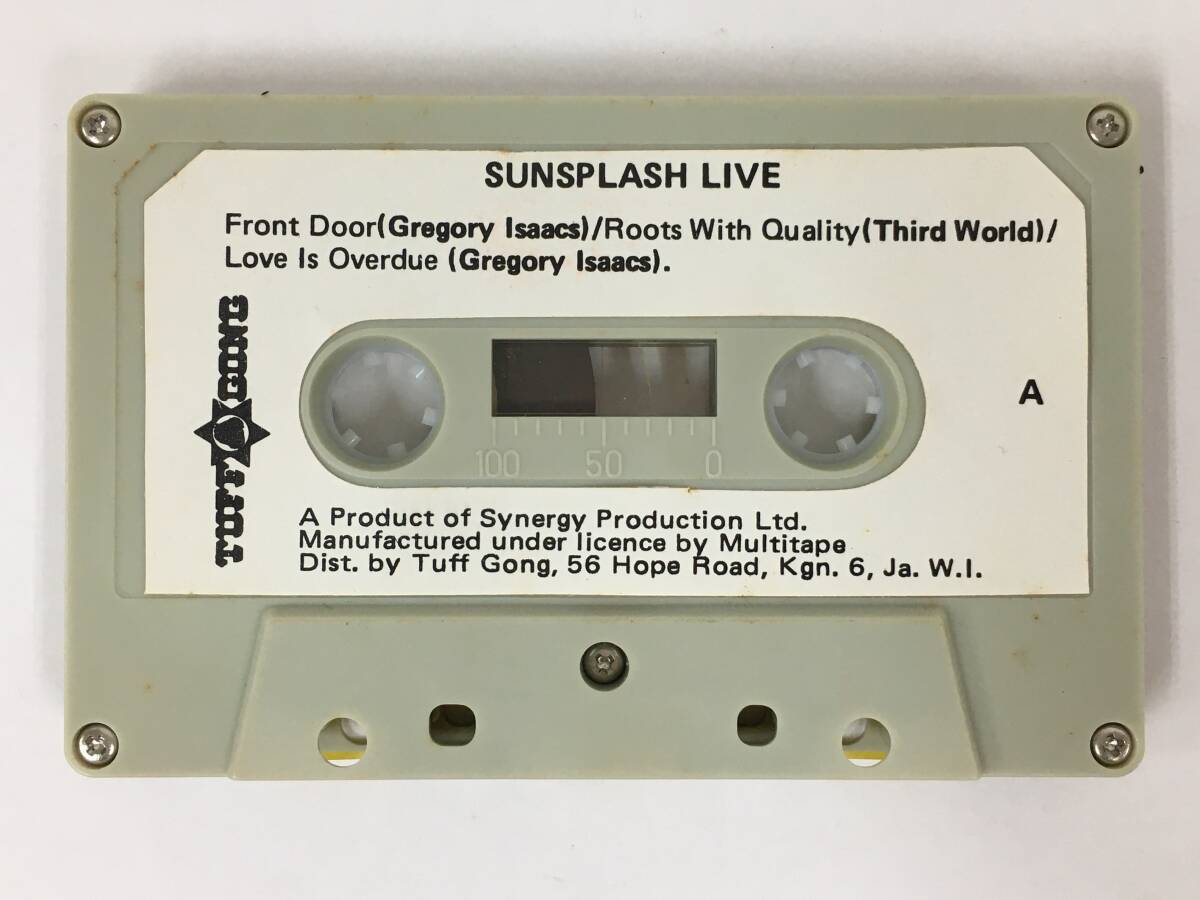 SUNSPLASH LIVE
Front Door(Gregory Isaacs)/Roots With Quality(Third World)/
Love Is Overdue (Gregory Isaacs).
TUFF GONG
A
100 50 0
A Product of Synergy Production Ltd.
Manufactured under licence by Multitape
Dist. by Tuff Gong, 56 Hope Road, Kgn. 6, Ja. W.I.